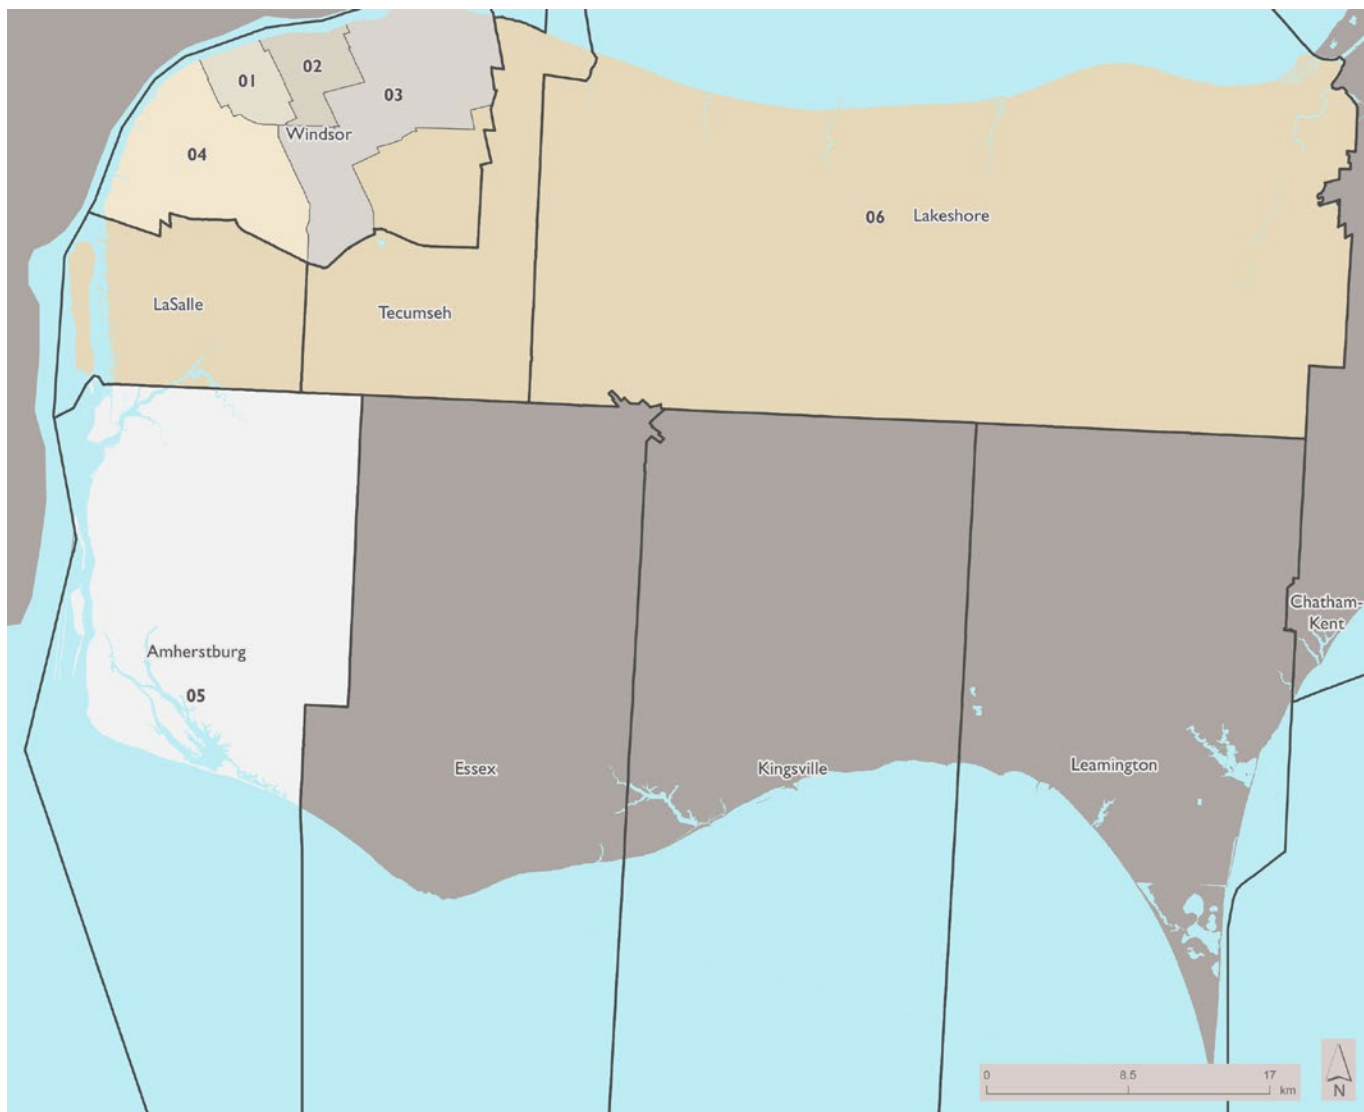 01
02
03
Windsor
04
06 Lakeshore
LaSalle
Tecumseh
Chatham-
Kent
Amherstburg
05
Essex
Kingsville
Leamington
0 8.5 17
km
N